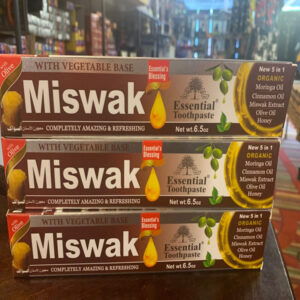 with Olive
WITH VEGETABLE BASE
Essential's
Blessing
Miswak
COMPLETELY AMAZING & REFRESHING
Essential
Toothpaste
Net wt.6.5oz
New 5 in 1
ORGANIC
Moringa Oil
Cinnamon Oil
Miswak Extract
Olive Oil
Honey
WITH VEGETABLE BASE
Essential's
Blessing
Miswak
COMPLETELY AMAZING & REFRESHING
Essential
Toothpaste
Net wt.6.5oz
New 5 in 1
ORGANIC
Moringa Oil
Cinnamon Oil
Miswak Extract
Olive Oil
Honey
WITH VEGETABLE BASE
Essential's
Blessing
Miswak
COMPLETELY AMAZING & REFRESHING
Essential
Toothpaste
Net wt.6.5oz
New 5 in 1
ORGANIC
Moringa Oil
Cinnamon Oil
Miswak Extract
Olive Oil
Honey